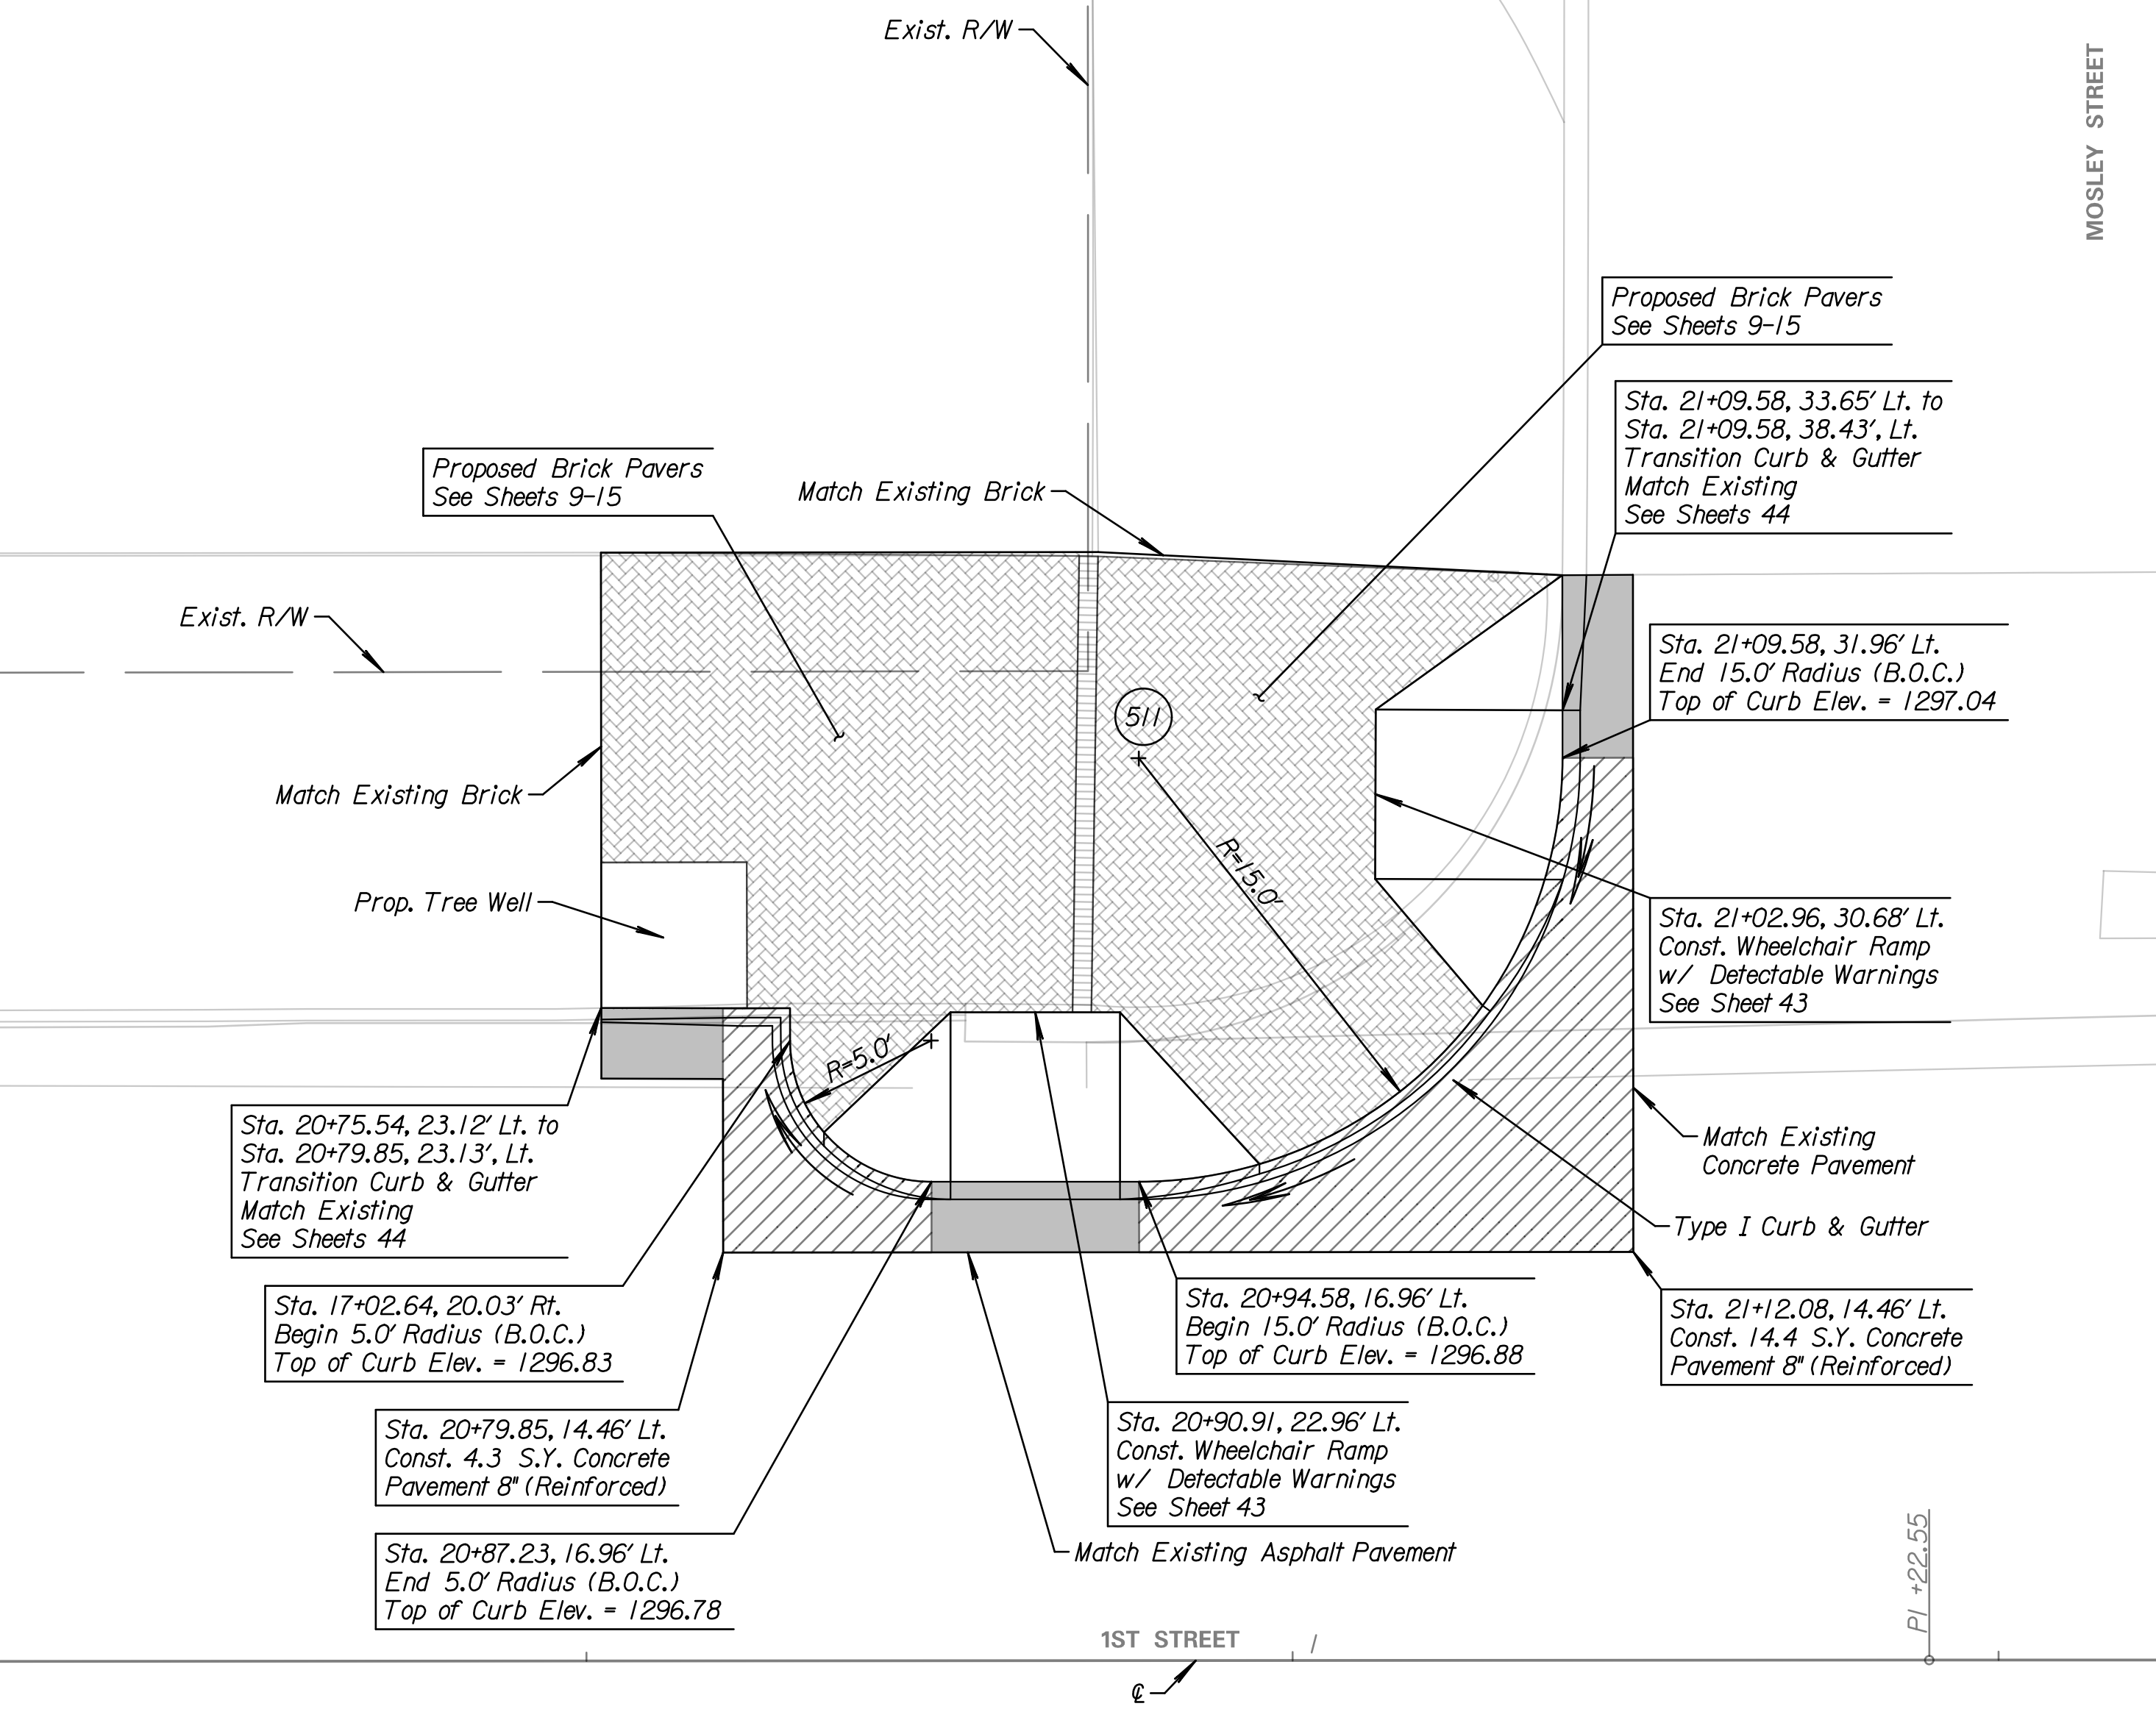 Exist. R/W
MOSLEY STREET
Proposed Brick Pavers
See Sheets 9-15
Sta. 21+09.58, 33.65' Lt. to
Sta. 21+09.58, 38.43', Lt.
Transition Curb & Gutter
Match Existing
See Sheets 44
Proposed Brick Pavers
See Sheets 9-15
Match Existing Brick
Exist. R/W
Sta. 21+09.58, 31.96' Lt.
End 15.0' Radius (B.O.C.)
Top of Curb Elev. = 1297.04
511
Match Existing Brick
R=15.0'
Prop. Tree Well
Sta. 21+02.96, 30.68' Lt.
Const. Wheelchair Ramp
w/ Detectable Warnings
See Sheet 43
R=5.0'
Sta. 20+75.54, 23.12' Lt. to
Sta. 20+79.85, 23.13', Lt.
Transition Curb & Gutter
Match Existing
See Sheets 44
Match Existing
Concrete Pavement
Type I Curb & Gutter
Sta. 17+02.64, 20.03' Rt.
Begin 5.0' Radius (B.O.C.)
Top of Curb Elev. = 1296.83
Sta. 20+94.58, 16.96' Lt.
Begin 15.0' Radius (B.O.C.)
Top of Curb Elev. = 1296.88
Sta. 21+12.08, 14.46' Lt.
Const. 14.4 S.Y. Concrete
Pavement 8" (Reinforced)
Sta. 20+79.85, 14.46' Lt.
Const. 4.3 S.Y. Concrete
Pavement 8" (Reinforced)
Sta. 20+90.91, 22.96' Lt.
Const. Wheelchair Ramp
w/ Detectable Warnings
See Sheet 43
Sta. 20+87.23, 16.96' Lt.
End 5.0' Radius (B.O.C.)
Top of Curb Elev. = 1296.78
Match Existing Asphalt Pavement
PI +22.55
1ST STREET
/
℄